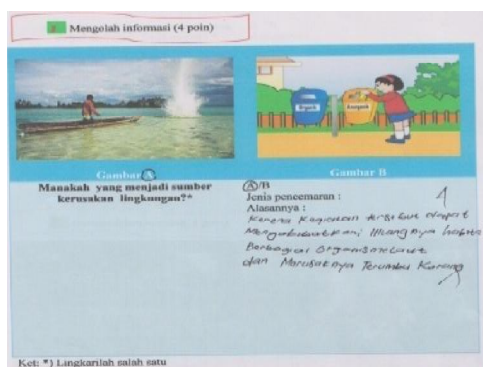 Mengolah informasi (4 poin)
Organik
Anorganik
Gambar A
Gambar B
Manakah yang menjadi sumber
kerusakan lingkungan?*
A/B
Jenis pencemaran :
Alasannya :
Karena Kegiatan tersebut dapat
Mengakibatkan hilangnya habitat
Berbagai Organisme Laut
dan Merusaknya Terumbu Karang
4
Ket: *) Lingkarilah salah satu